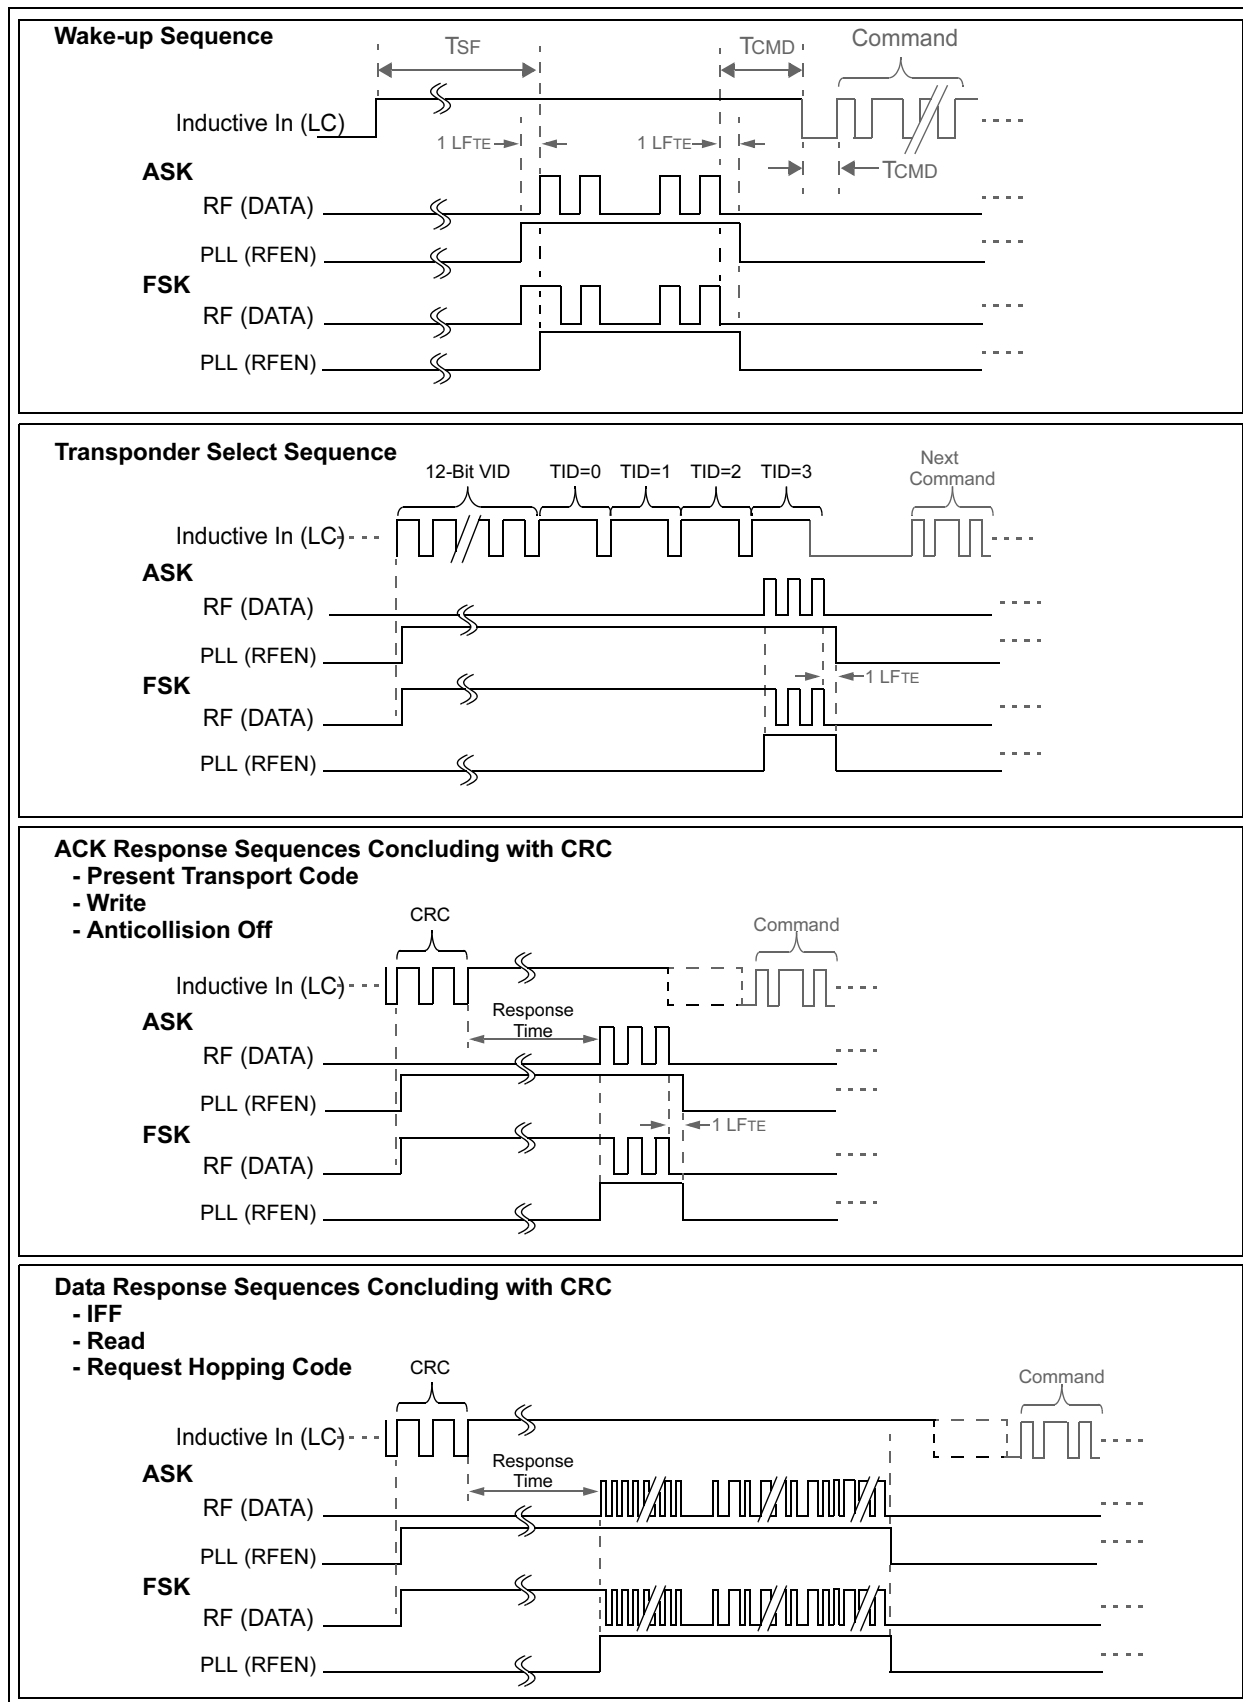 Wake-up Sequence
TSF
TCMD
Command
Inductive In (LC)
1 LFTE
1 LFTE
TCMD
ASK
RF (DATA)
PLL (RFEN)
FSK
RF (DATA)
PLL (RFEN)
Transponder Select Sequence
12-Bit VID
TID=0
TID=1
TID=2
TID=3
Next
Command
Inductive In (LC)
ASK
RF (DATA)
PLL (RFEN)
1 LFTE
FSK
RF (DATA)
PLL (RFEN)
ACK Response Sequences Concluding with CRC
- Present Transport Code
- Write
- Anticollision Off
CRC
Command
Inductive In (LC)
Response
Time
ASK
RF (DATA)
PLL (RFEN)
1 LFTE
FSK
RF (DATA)
PLL (RFEN)
Data Response Sequences Concluding with CRC
- IFF
- Read
- Request Hopping Code
CRC
Command
Inductive In (LC)
Response
Time
ASK
RF (DATA)
PLL (RFEN)
FSK
RF (DATA)
PLL (RFEN)